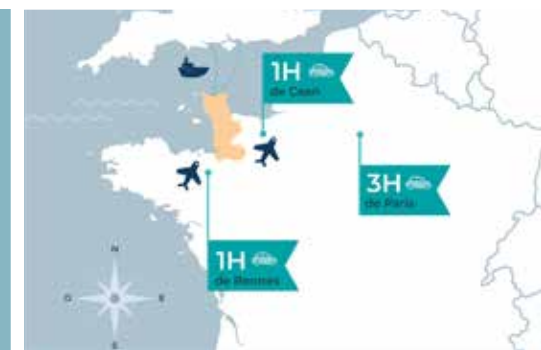 1H
de Caen
3H
de Paris
1H
de Rennes
N
O
E
S